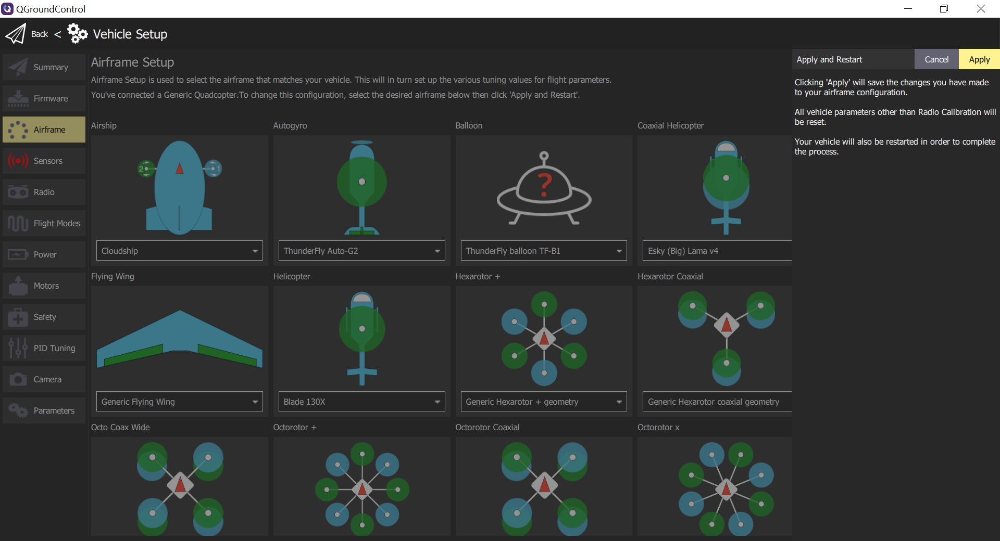 QGroundControl
Back < Vehicle Setup
Summary
Firmware
Airframe
Sensors
Radio
Flight Modes
Power
Motors
Safety
PID Tuning
Camera
Parameters
Airframe Setup
Airframe Setup is used to select the airframe that matches your vehicle. This will in turn set up the various tuning values for flight parameters.
You've connected a Generic Quadcopter.To change this configuration, select the desired airframe below then click 'Apply and Restart'.
Airship
Autogyro
Balloon
Coaxial Helicopter
2
1
?
Cloudship
ThunderFly Auto-G2
ThunderFly balloon TF-B1
Esky (Big) Lama v4
Flying Wing
Helicopter
Hexarotor +
Hexarotor Coaxial
Generic Flying Wing
Blade 130X
Generic Hexarotor + geometry
Generic Hexarotor coaxial geometry
Octo Coax Wide
Octorotor +
Octorotor Coaxial
Octorotor x
Apply and Restart
Cancel
Apply
Clicking 'Apply' will save the changes you have made
to your airframe configuration.
All vehicle parameters other than Radio Calibration will
be reset.
Your vehicle will also be restarted in order to complete
the process.